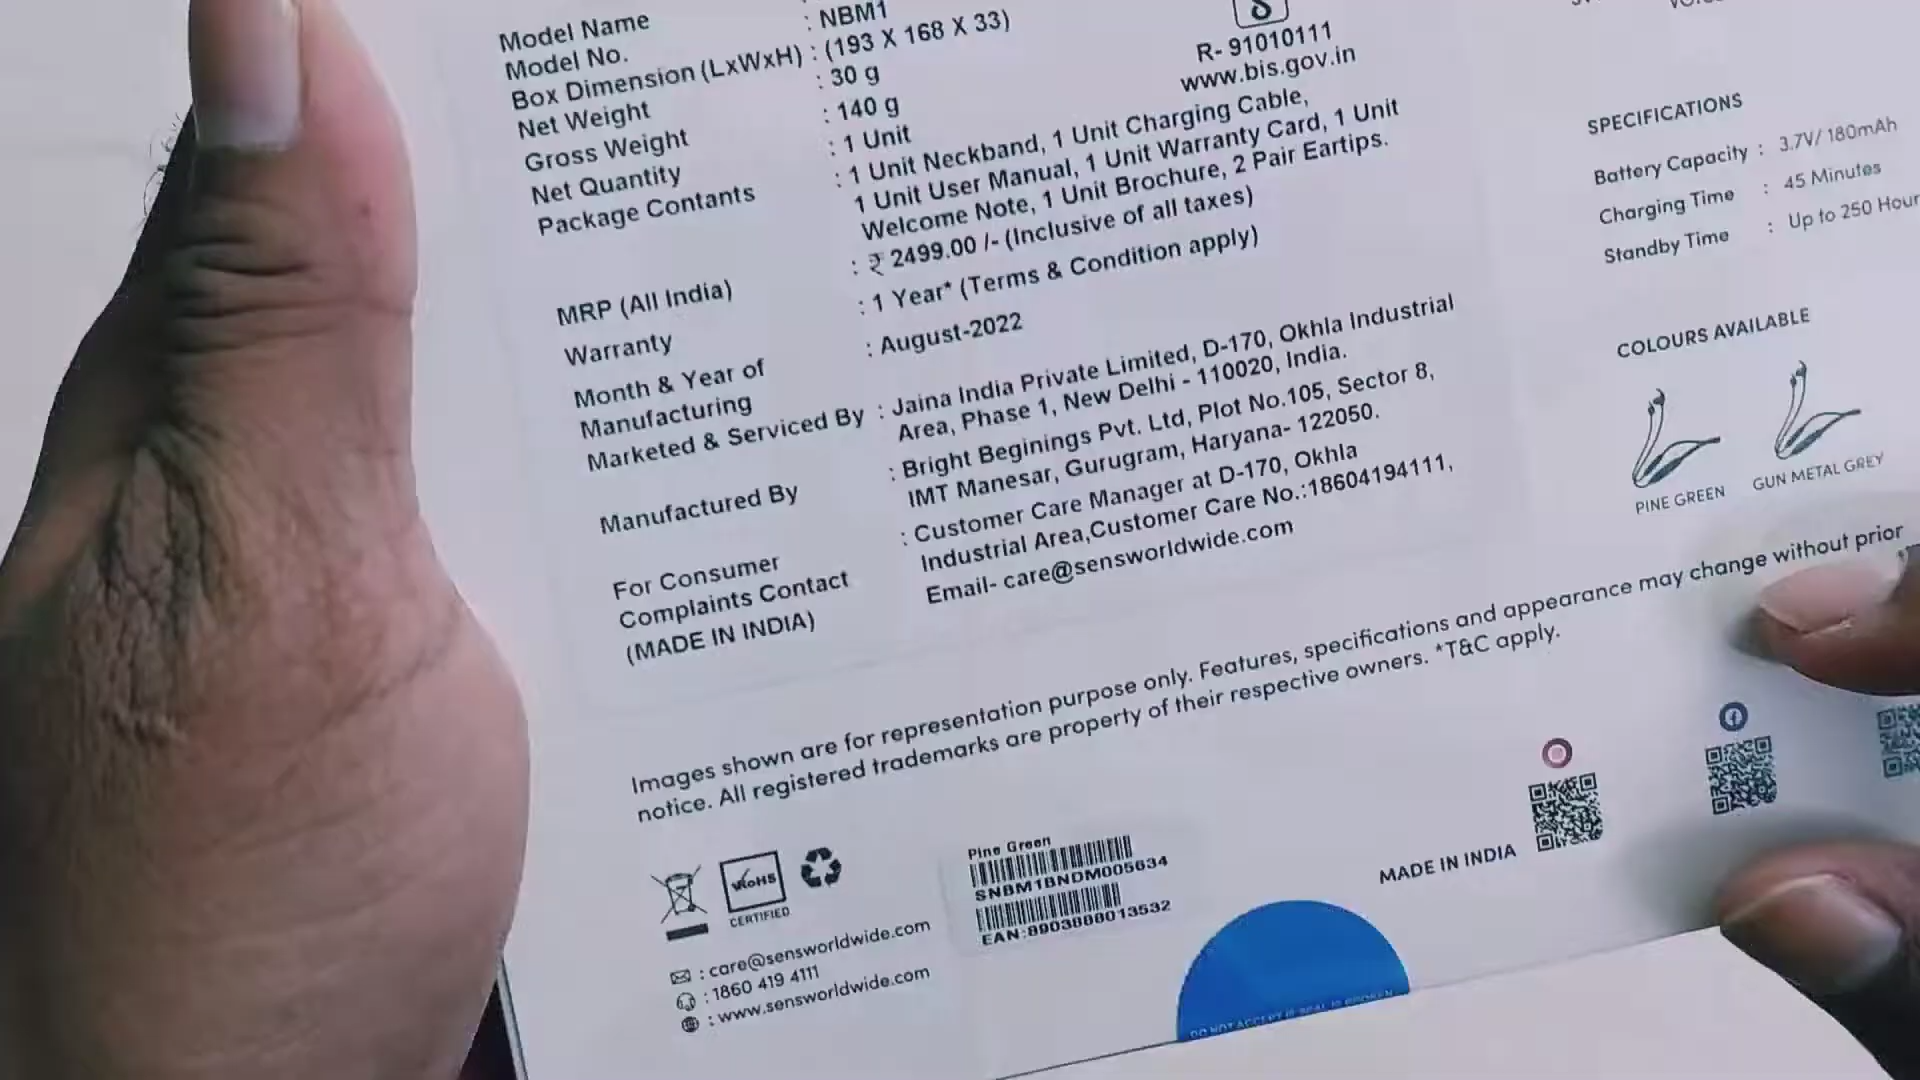 Model Name
Model No. : NBM1
Box Dimension (LxWxH) : (193 X 168 X 33)
Net Weight : 30 g
Gross Weight : 140 g
Net Quantity : 1 Unit
Package Contants : 1 Unit Neckband, 1 Unit Charging Cable,
1 Unit User Manual, 1 Unit Warranty Card, 1 Unit
Welcome Note, 1 Unit Brochure, 2 Pair Eartips.
MRP (All India) : ₹ 2499.00 /- (Inclusive of all taxes)
Warranty : 1 Year* (Terms & Condition apply)
Month & Year of
Manufacturing : August-2022
Marketed & Serviced By : Jaina India Private Limited, D-170, Okhla Industrial
Area, Phase 1, New Delhi - 110020, India.
Manufactured By : Bright Beginings Pvt. Ltd, Plot No.105, Sector 8,
IMT Manesar, Gurugram, Haryana- 122050.
For Consumer
Complaints Contact
(MADE IN INDIA)
: Customer Care Manager at D-170, Okhla
Industrial Area,Customer Care No.:18604194111,
Email- care@sensworldwide.com
R- 91010111
www.bis.gov.in
SPECIFICATIONS
Battery Capacity : 3.7V/ 180mAh
Charging Time : 45 Minutes
Standby Time : Up to 250 Hour
COLOURS AVAILABLE
PINE GREEN
GUN METAL GREY
Images shown are for representation purpose only. Features, specifications and appearance may change without prior
notice. All registered trademarks are property of their respective owners. *T&C apply.
RoHS
CERTIFIED
Pine Green
SNBM1BNDM005634
EAN:8903888013532
MADE IN INDIA
: care@sensworldwide.com
: 1860 419 4111
: www.sensworldwide.com
DO NOT ACCEPT IF SEAL IS BROKEN